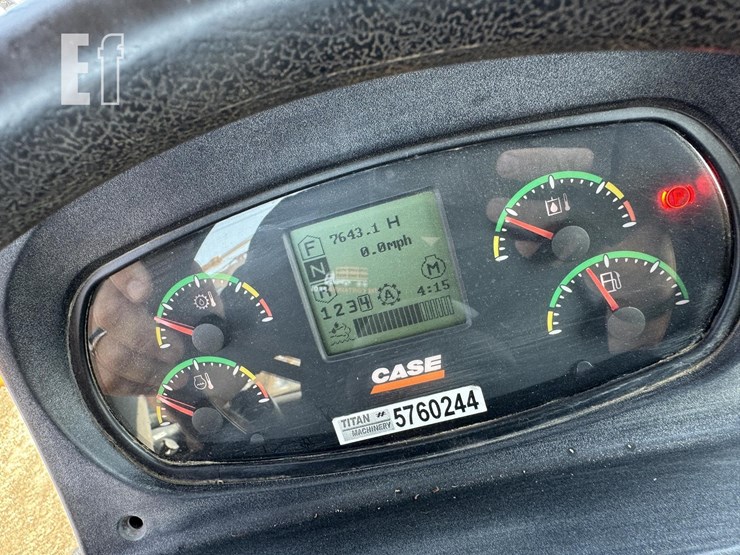 Ef
F 7643.1 H
N 0.0mph
R M
1234 A 4:15
CASE
TITAN
MACHINERY
5760244